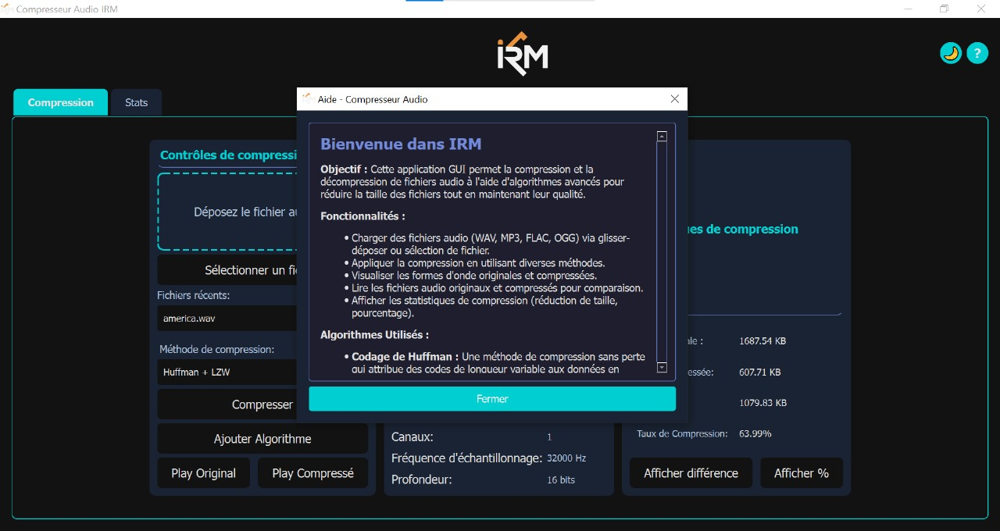 Compresseur Audio IRM
iRM
?
Compression
Stats
Aide - Compresseur Audio
Bienvenue dans IRM
Objectif : Cette application GUI permet la compression et la
décompression de fichiers audio à l'aide d'algorithmes avancés pour
réduire la taille des fichiers tout en maintenant leur qualité.
Fonctionnalités :
• Charger des fichiers audio (WAV, MP3, FLAC, OGG) via glisser-
déposer ou sélection de fichier.
• Appliquer la compression en utilisant diverses méthodes.
• Visualiser les formes d'onde originales et compressées.
• Lire les fichiers audio originaux et compressés pour comparaison.
• Afficher les statistiques de compression (réduction de taille,
pourcentage).
Algorithmes Utilisés :
• Codage de Huffman : Une méthode de compression sans perte
qui attribue des codes de longueur variable aux données en
Fermer
Contrôles de compressi
Déposez le fichier au
Sélectionner un fic
Fichiers récents:
america.wav
Méthode de compression:
Huffman + LZW
Compresser
Ajouter Algorithme
Play Original
Play Compressé
Canaux:
1
Fréquence d'échantillonnage: 32000 Hz
Profondeur:
16 bits
es de compression
ale :
1687.54 KB
essée:
607.71 KB
1079.83 KB
Taux de Compression:
63.99%
Afficher différence
Afficher %